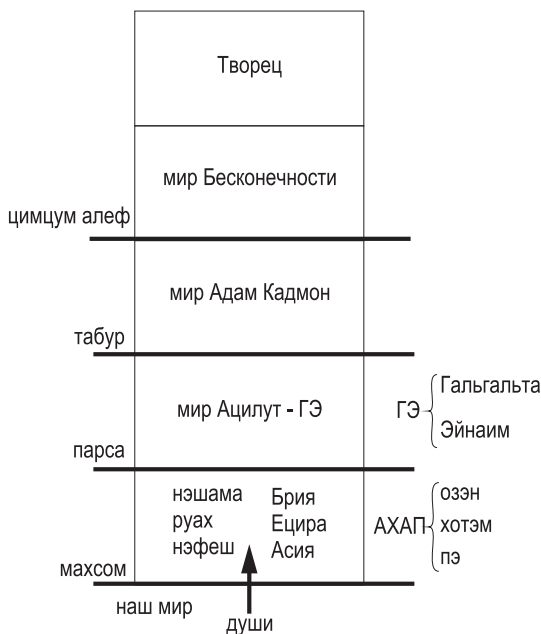 Творец
мир Бесконечности
цимцум алеф
мир Адам Кадмон
табур
мир Ацилут - ГЭ
ГЭ
Гальгальта
Эйнаим
парса
нэшама
руах
нэфеш
Брия
Ецира
Асия
АХАП
озэн
хотэм
пэ
махсом
наш мир
души